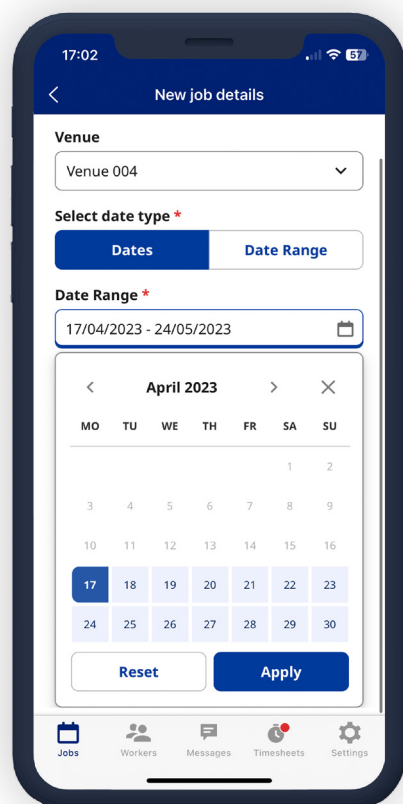 17:02 57
New job details
Venue
Venue 004
Select date type *
Dates Date Range
Date Range *
17/04/2023 - 24/05/2023
April 2023
MO TU WE TH FR SA SU
1 2
3 4 5 6 7 8 9
10 11 12 13 14 15 16
17 18 19 20 21 22 23
24 25 26 27 28 29 30
Reset Apply
Jobs Workers Messages Timesheets Settings